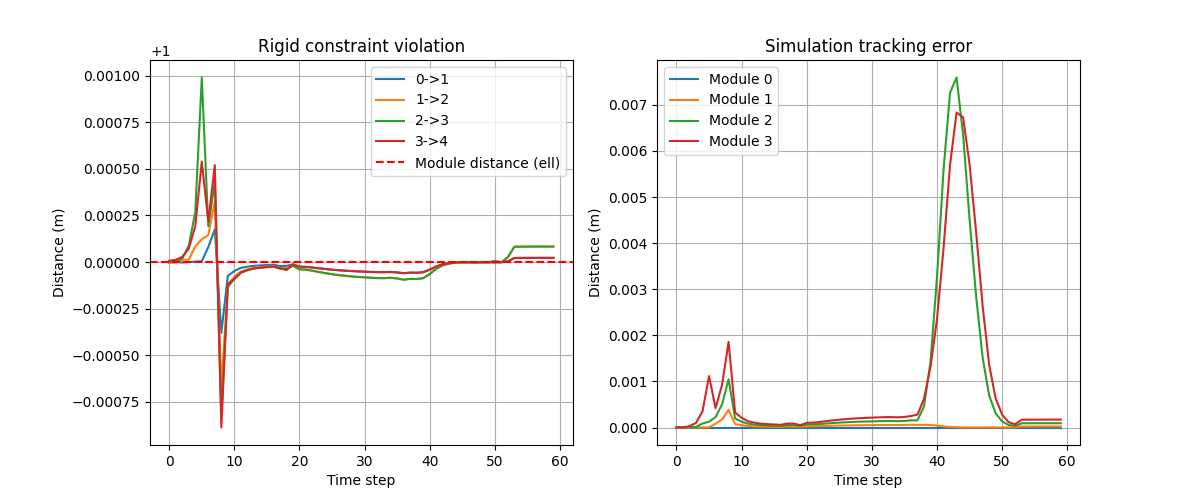 Rigid constraint violation
+1
0.00100
0.00075
0.00050
0.00025
0.00000
−0.00025
−0.00050
−0.00075
Distance (m)
0->1
1->2
2->3
3->4
Module distance (ell)
0 10 20 30 40 50 60
Time step
Simulation tracking error
0.007
0.006
0.005
0.004
0.003
0.002
0.001
0.000
Distance (m)
Module 0
Module 1
Module 2
Module 3
0 10 20 30 40 50 60
Time step